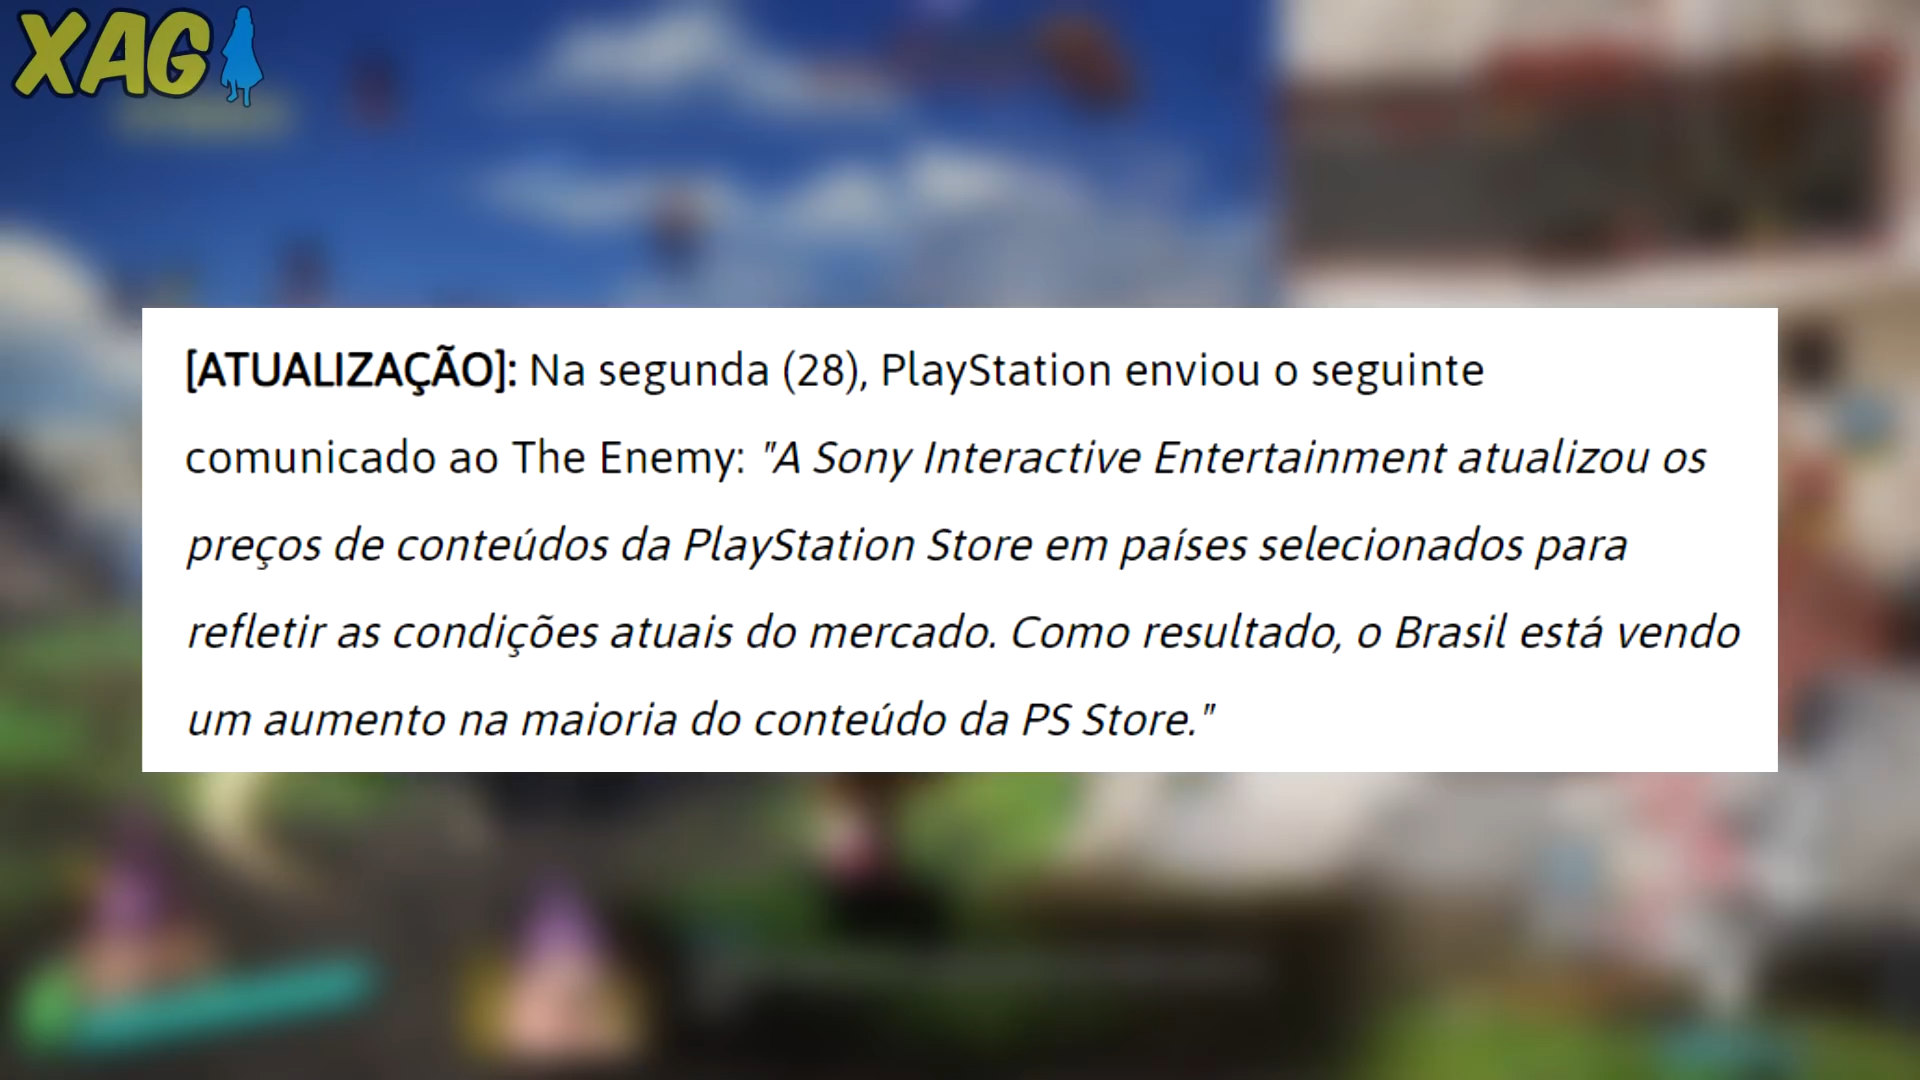 XAG
[ATUALIZAÇÃO]: Na segunda (28), PlayStation enviou o seguinte
comunicado ao The Enemy: "A Sony Interactive Entertainment atualizou os
preços de conteúdos da PlayStation Store em países selecionados para
refletir as condições atuais do mercado. Como resultado, o Brasil está vendo
um aumento na maioria do conteúdo da PS Store."